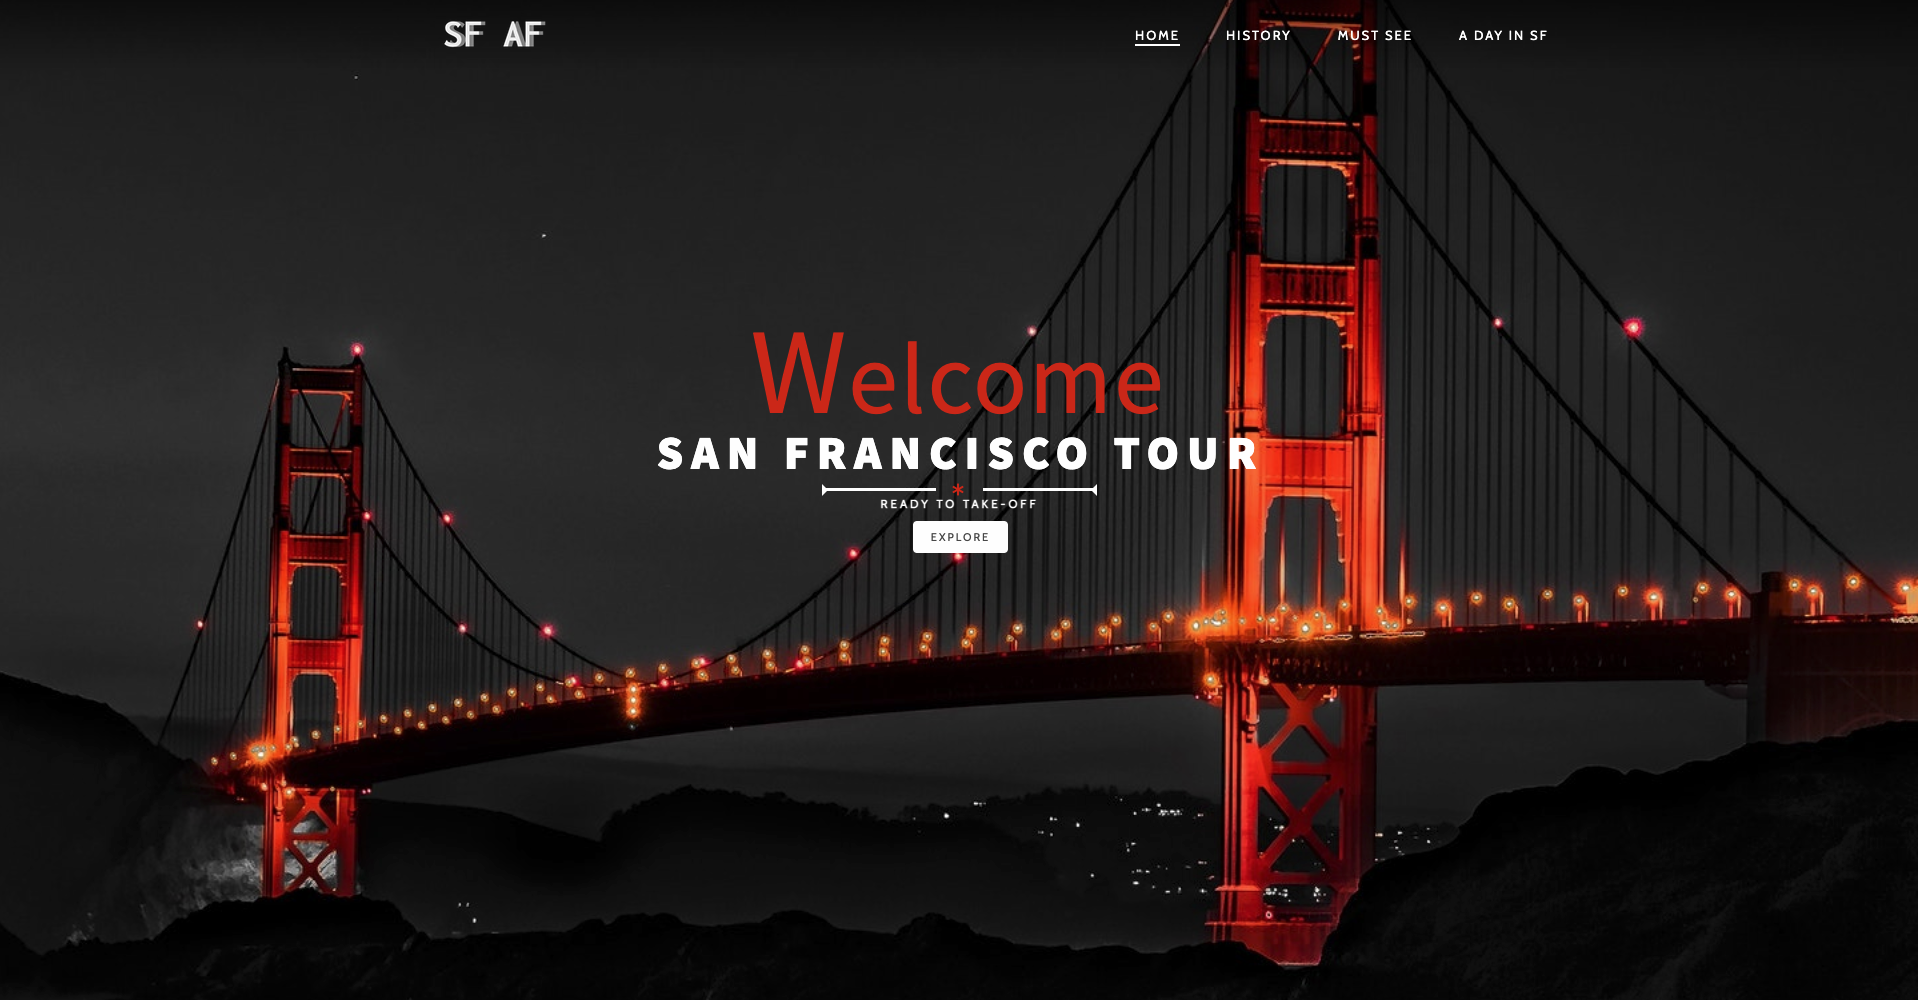 SF AF
HOME
HISTORY
MUST SEE
A DAY IN SF
Welcome
SAN FRANCISCO TOUR
READY TO TAKE-OFF
EXPLORE